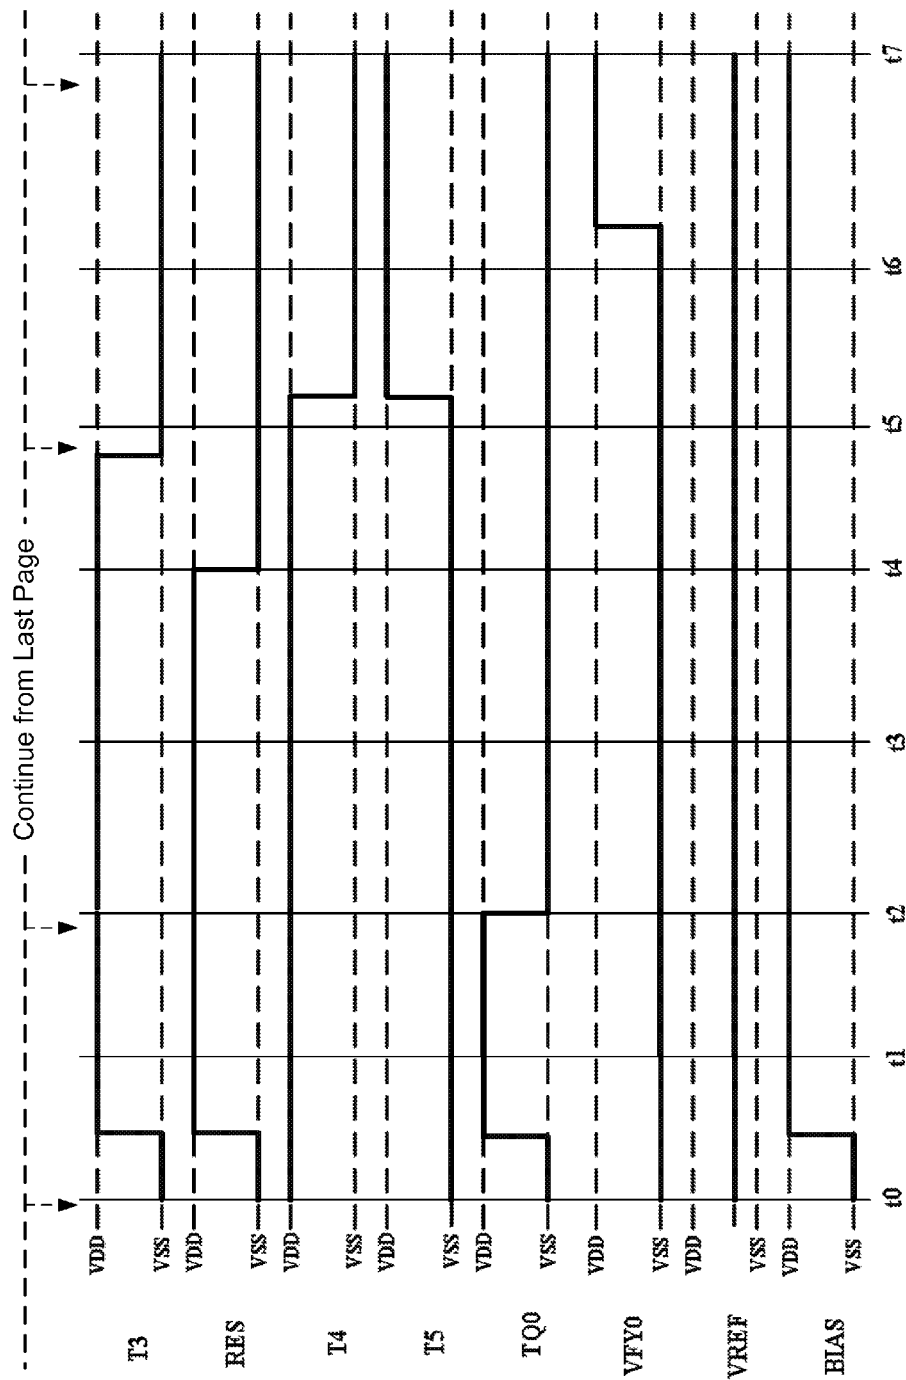 Continue from Last Page
T3
VDD
VSS
RES
VDD
VSS
T4
VDD
VSS
T5
VDD
VSS
TQ0
VDD
VSS
VFY0
VDD
VSS
VREF
VDD
VSS
BIAS
VDD
VSS
t0 t1 t2 t3 t4 t5 t6 t7